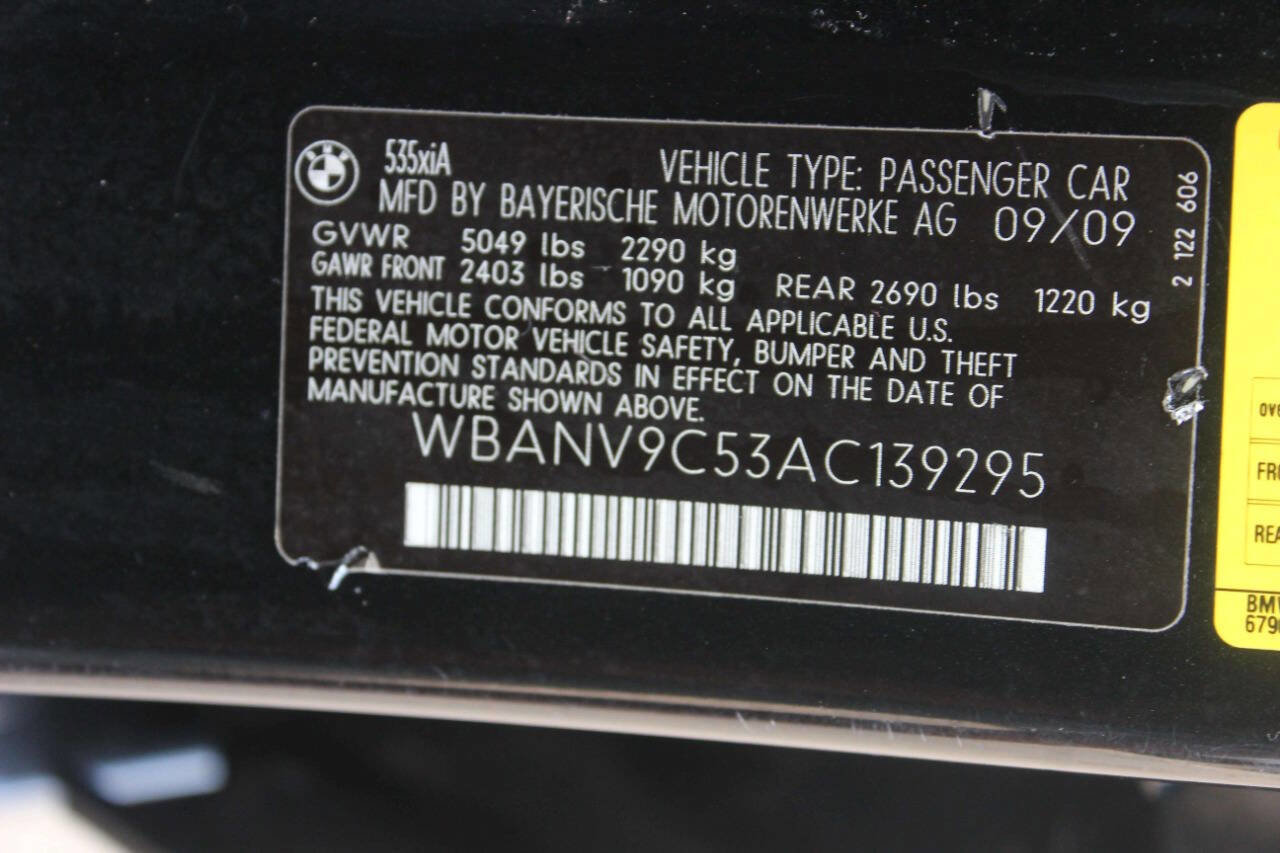 BMW
535xiA
VEHICLE TYPE: PASSENGER CAR
MFD BY BAYERISCHE MOTORENWERKE AG 09/09
GVWR 5049 lbs 2290 kg
GAWR FRONT 2403 lbs 1090 kg REAR 2690 lbs 1220 kg
THIS VEHICLE CONFORMS TO ALL APPLICABLE U.S.
FEDERAL MOTOR VEHICLE SAFETY, BUMPER AND THEFT
PREVENTION STANDARDS IN EFFECT ON THE DATE OF
MANUFACTURE SHOWN ABOVE.
WBANV9C53AC139295
2 122 606
BMW